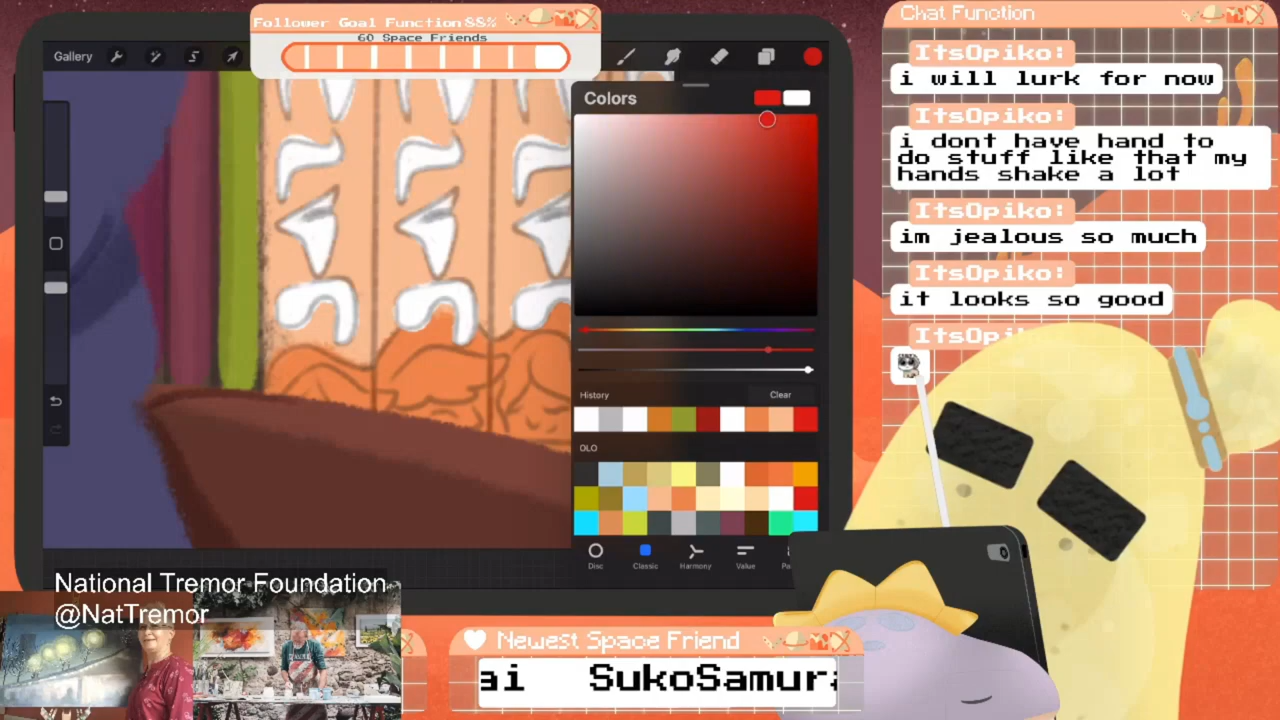 Follower Goal Function 88%
60 Space Friends
Gallery
Colors
History
Clear
OLO
Disc
Classic
Harmony
Value
Chat Function
ItsOpiko:
i will lurk for now
ItsOpiko:
i dont have hand to
do stuff like that my
hands shake a lot
ItsOpiko:
im jealous so much
ItsOpiko:
it looks so good
National Tremor Foundation
@NatTremor
Newest Space Friend
ai SukoSamura